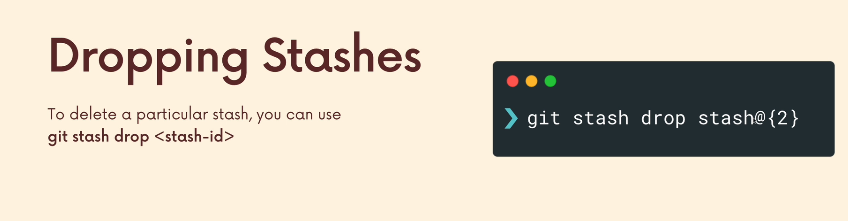 Dropping Stashes
To delete a particular stash, you can use
git stash drop <stash-id>
❯ git stash drop stash@{2}